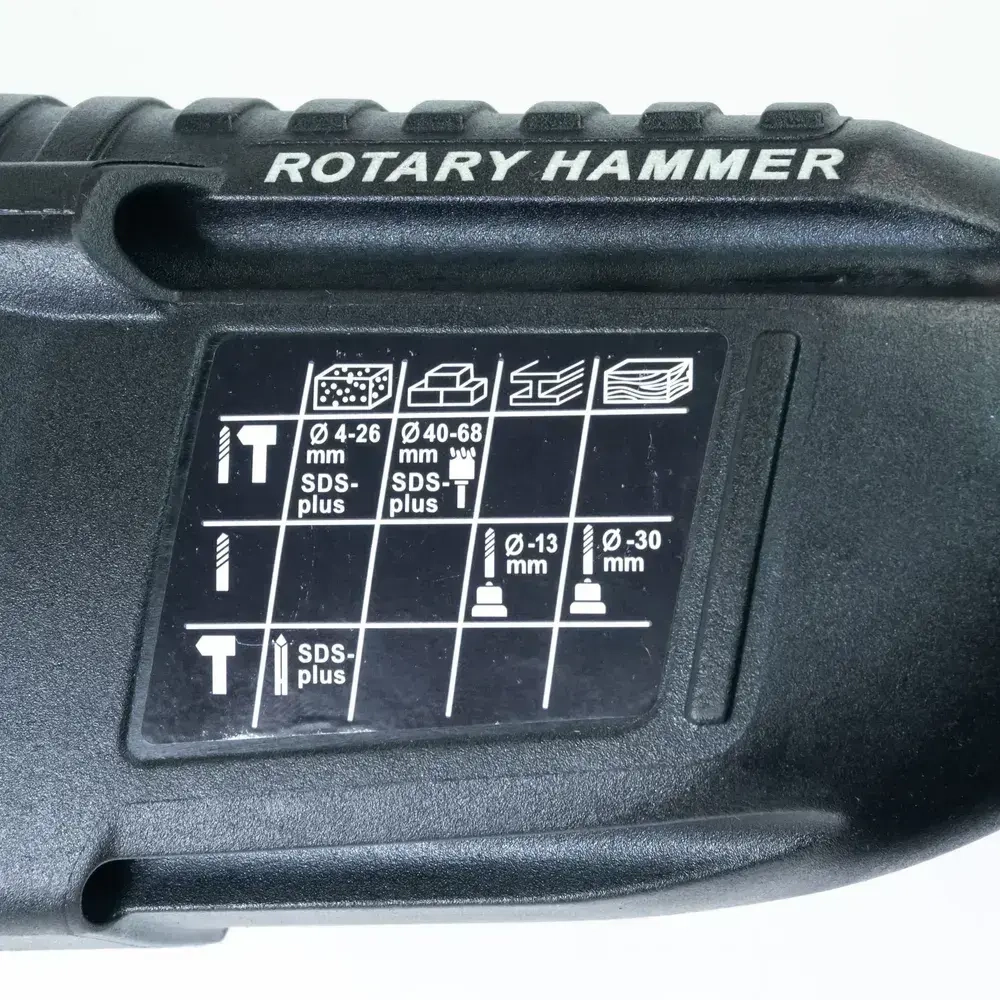 ROTARY HAMMER
Ø 4-26
mm
SDS-
plus
Ø 40-68
mm
SDS-
plus
Ø -13
mm
Ø -30
mm
SDS-
plus